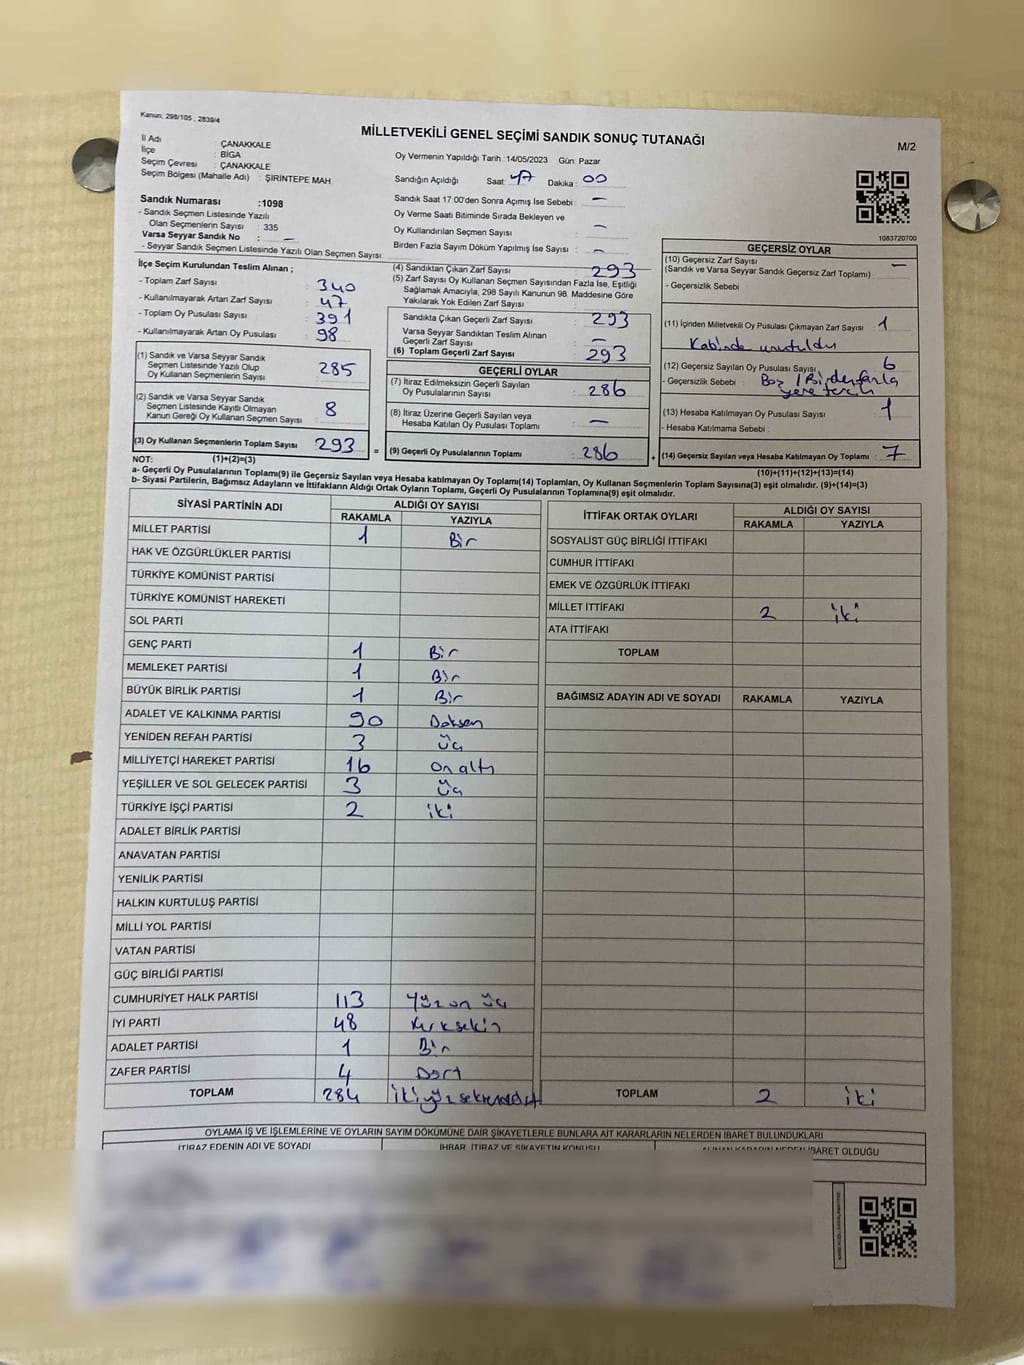 Kanun: 298/105 , 2839/4
MİLLETVEKİLİ GENEL SEÇİMİ SANDIK SONUÇ TUTANAĞI
M/2
İl Adı : ÇANAKKALE
İlçe : BİGA
Seçim Çevresi : ÇANAKKALE
Seçim Bölgesi (Mahalle Adı) : ŞİRİNTEPE MAH.
Oy Vermenin Yapıldığı Tarih :14/05/2023 Gün: Pazar
Sandığın Açıldığı Saat: 17 Dakika: 00
Sandık Saat 17:00'den Sonra Açımış İse Sebebi : —
Oy Verme Saati Bitiminde Sırada Bekleyen ve
Oy Kullandırılan Seçmen Sayısı : —
Birden Fazla Sayım Döküm Yapılmış İse Sayısı : —
1083720700
Sandık Numarası :1098
- Sandık Seçmen Listesinde Yazılı
Olan Seçmenlerin Sayısı : 335
Varsa Seyyar Sandık No : —
- Seyyar Sandık Seçmen Listesinde Yazılı Olan Seçmen Sayısı:
İlçe Seçim Kurulundan Teslim Alınan ;
- Toplam Zarf Sayısı : 340
- Kullanılmayarak Artan Zarf Sayısı : 47
- Toplam Oy Pusulası Sayısı : 391
- Kullanılmayarak Artan Oy Pusulası : 98
(1) Sandık ve Varsa Seyyar Sandık
Seçmen Listesinde Yazılı Olup
Oy Kullanan Seçmenlerin Sayısı : 285
(2) Sandık ve Varsa Seyyar Sandık
Seçmen Listesinde Kayıtlı Olmayan
Kanun Gereği Oy Kullanan Seçmen Sayısı : 8
(3) Oy Kullanan Seçmenlerin Toplam Sayısı : 293
(4) Sandıktan Çıkan Zarf Sayısı : 293
(5) Zarf Sayısı Oy Kullanan Seçmen Sayısından Fazla İse, Eşitliği
Sağlamak Amacıyla, 298 Sayılı Kanunun 98. Maddesine Göre
Yakılarak Yok Edilen Zarf Sayısı :
Sandıkta Çıkan Geçerli Zarf Sayısı : 293
Varsa Seyyar Sandıktan Teslim Alınan
Geçerli Zarf Sayısı : —
(6) Toplam Geçerli Zarf Sayısı : 293
GEÇERLİ OYLAR
(7) İtiraz Edilmeksizin Geçerli Sayılan
Oy Pusulalarının Sayısı : 286
(8) İtiraz Üzerine Geçerli Sayılan veya
Hesaba Katılan Oy Pusulası Toplamı : —
= (9) Geçerli Oy Pusulalarının Toplamı : 286
GEÇERSİZ OYLAR
(10) Geçersiz Zarf Sayısı : —
(Sandık ve Varsa Seyyar Sandık Geçersiz Zarf Toplamı)
- Geçersizlik Sebebi :
(11) İçinden Milletvekili Oy Pusulası Çıkmayan Zarf Sayısı : 1
Kabinde unutuldu
(12) Geçersiz Sayılan Oy Pusulası Sayısı : 6
- Geçersizlik Sebebi : Boş / Birden fazla
yere tercih
(13) Hesaba Katılmayan Oy Pusulası Sayısı : 1
- Hesaba Katılmama Sebebi :
+ (14) Geçersiz Sayılan veya Hesaba Katılmayan Oy Toplamı : 7
NOT: (1)+(2)=(3)
(10)+(11)+(12)+(13)=(14)
a- Geçerli Oy Pusulalarının Toplamı(9) ile Geçersiz Sayılan veya Hesaba katılmayan Oy Toplamı(14) Toplamları, Oy Kullanan Seçmenlerin Toplam Sayısına(3) eşit olmalıdır. (9)+(14)=(3)
b- Siyasi Partilerin, Bağımsız Adayların ve İttifakların Aldığı Ortak Oyların Toplamı, Geçerli Oy Pusulalarının Toplamına(9) eşit olmalıdır.
SİYASİ PARTİNİN ADI ALDIĞI OY SAYISI
RAKAMLA YAZIYLA
MİLLET PARTİSİ 1 Bir
HAK VE ÖZGÜRLÜKLER PARTİSİ
TÜRKİYE KOMÜNİST PARTİSİ
TÜRKİYE KOMÜNİST HAREKETİ
SOL PARTİ
GENÇ PARTİ 1 Bir
MEMLEKET PARTİSİ 1 Bir
BÜYÜK BİRLİK PARTİSİ 1 Bir
ADALET VE KALKINMA PARTİSİ 90 Doksan
YENİDEN REFAH PARTİSİ 3 Üç
MİLLİYETÇİ HAREKET PARTİSİ 16 On altı
YEŞİLLER VE SOL GELECEK PARTİSİ 3 Üç
TÜRKİYE İŞÇİ PARTİSİ 2 iki
ADALET BİRLİK PARTİSİ
ANAVATAN PARTİSİ
YENİLİK PARTİSİ
HALKIN KURTULUŞ PARTİSİ
MİLLİ YOL PARTİSİ
VATAN PARTİSİ
GÜÇ BİRLİĞİ PARTİSİ
CUMHURİYET HALK PARTİSİ 113 Yüz on üç
İYİ PARTİ 48 Kırksekiz
ADALET PARTİSİ 1 Bir
ZAFER PARTİSİ 4 Dört
TOPLAM 284 İkiyüzseksendört
İTTİFAK ORTAK OYLARI ALDIĞI OY SAYISI
RAKAMLA YAZIYLA
SOSYALİST GÜÇ BİRLİĞİ İTTİFAKI
CUMHUR İTTİFAKI
EMEK VE ÖZGÜRLÜK İTTİFAKI
MİLLET İTTİFAKI 2 iki
ATA İTTİFAKI
TOPLAM
BAĞIMSIZ ADAYIN ADI VE SOYADI RAKAMLA YAZIYLA
TOPLAM 2 iki
OYLAMA İŞ VE İŞLEMLERİNE VE OYLARIN SAYIM DÖKÜMÜNE DAİR ŞİKAYETLERLE BUNLARA AİT KARARLARIN NELERDEN İBARET BULUNDUKLARI
İTİRAZ EDENİN ADI VE SOYADI
İHBAR, İTİRAZ VE ŞİKAYETİN KONUSU
İBARET OLDUĞU